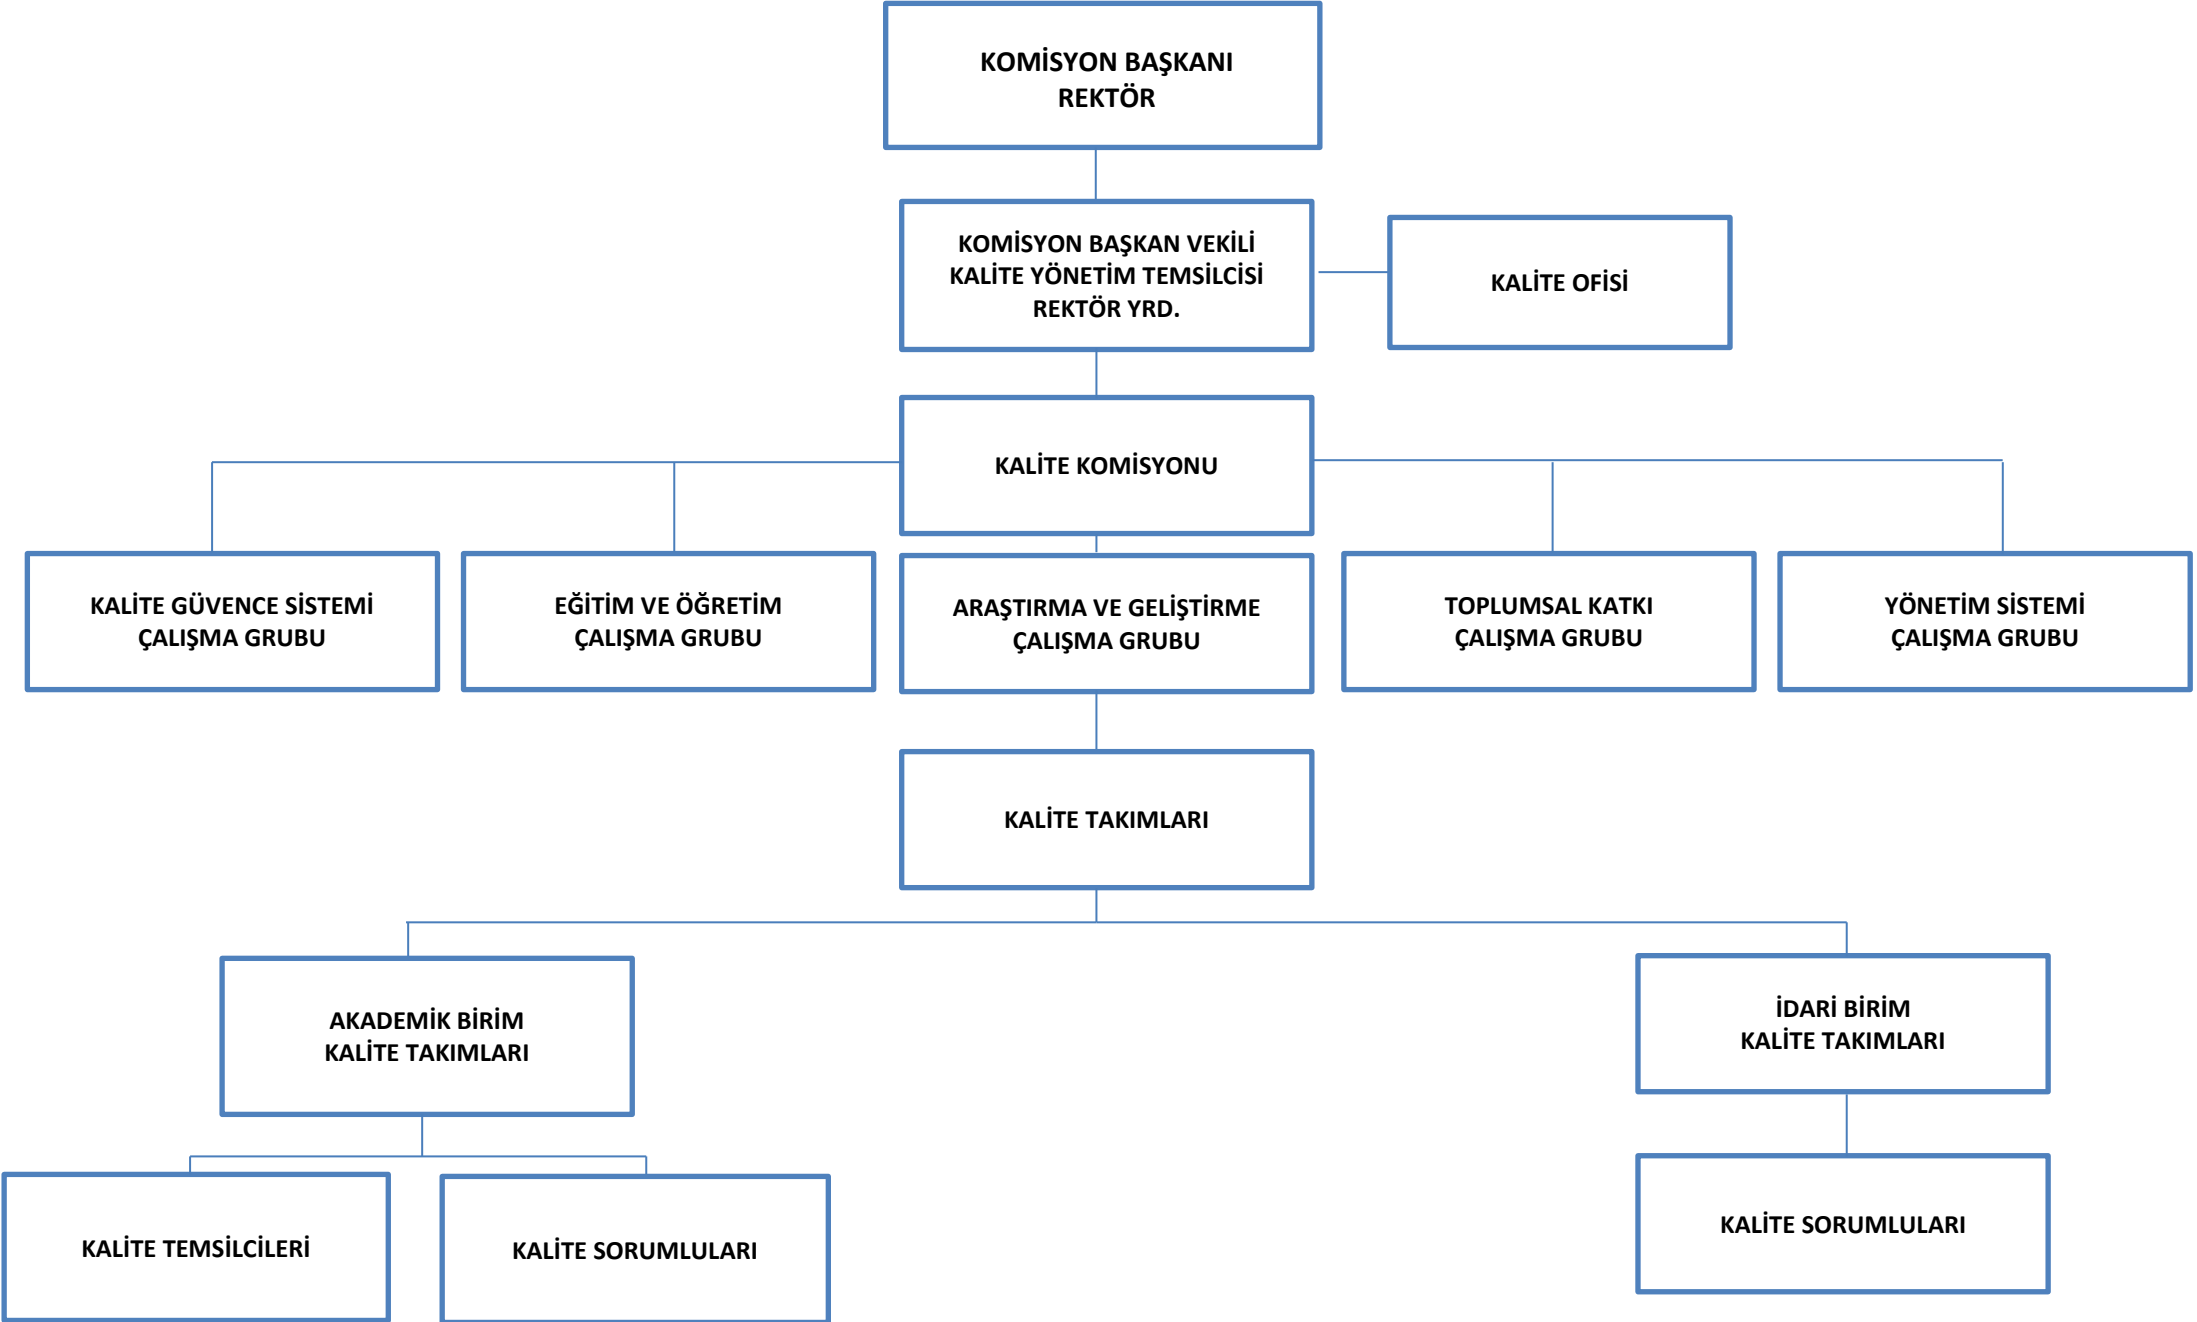 KOMİSYON BAŞKANI
REKTÖR
KOMİSYON BAŞKAN VEKİLİ
KALİTE YÖNETİM TEMSİLCİSİ
REKTÖR YRD.
KALİTE OFİSİ
KALİTE KOMİSYONU
KALİTE GÜVENCE SİSTEMİ
ÇALIŞMA GRUBU
EĞİTİM VE ÖĞRETİM
ÇALIŞMA GRUBU
ARAŞTIRMA VE GELİŞTİRME
ÇALIŞMA GRUBU
TOPLUMSAL KATKI
ÇALIŞMA GRUBU
YÖNETİM SİSTEMİ
ÇALIŞMA GRUBU
KALİTE TAKIMLARI
AKADEMİK BİRİM
KALİTE TAKIMLARI
İDARİ BİRİM
KALİTE TAKIMLARI
KALİTE TEMSİLCİLERİ
KALİTE SORUMLULARI
KALİTE SORUMLULARI